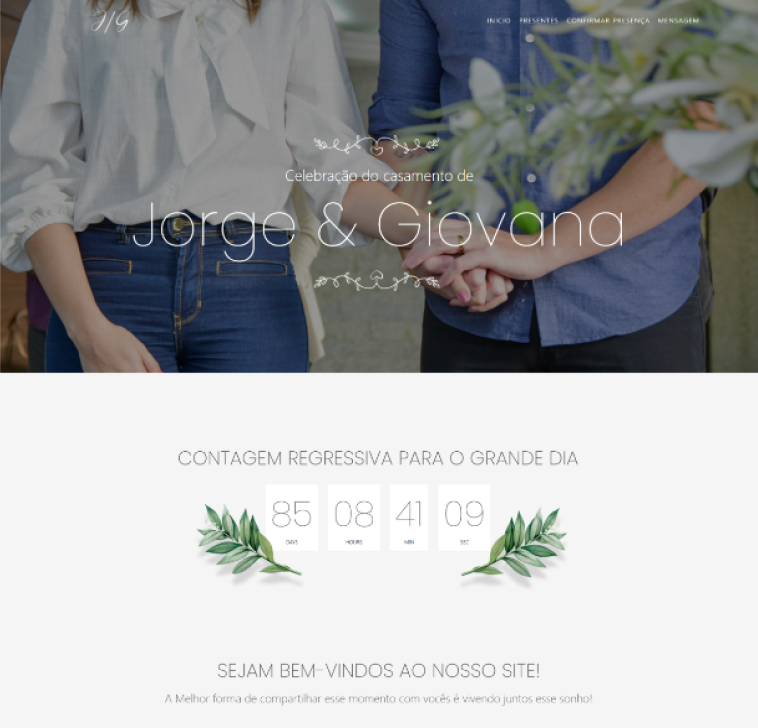 J/G
INICIO PRESENTES CONFIRMAR PRESENÇA MENSAGEM
Celebração do casamento de
Jorge & Giovana
CONTAGEM REGRESSIVA PARA O GRANDE DIA
85 08 41 09
DAYS HOURS MIN SEC
SEJAM BEM-VINDOS AO NOSSO SITE!
A Melhor forma de compartilhar esse momento com vocês é vivendo juntos esse sonho!